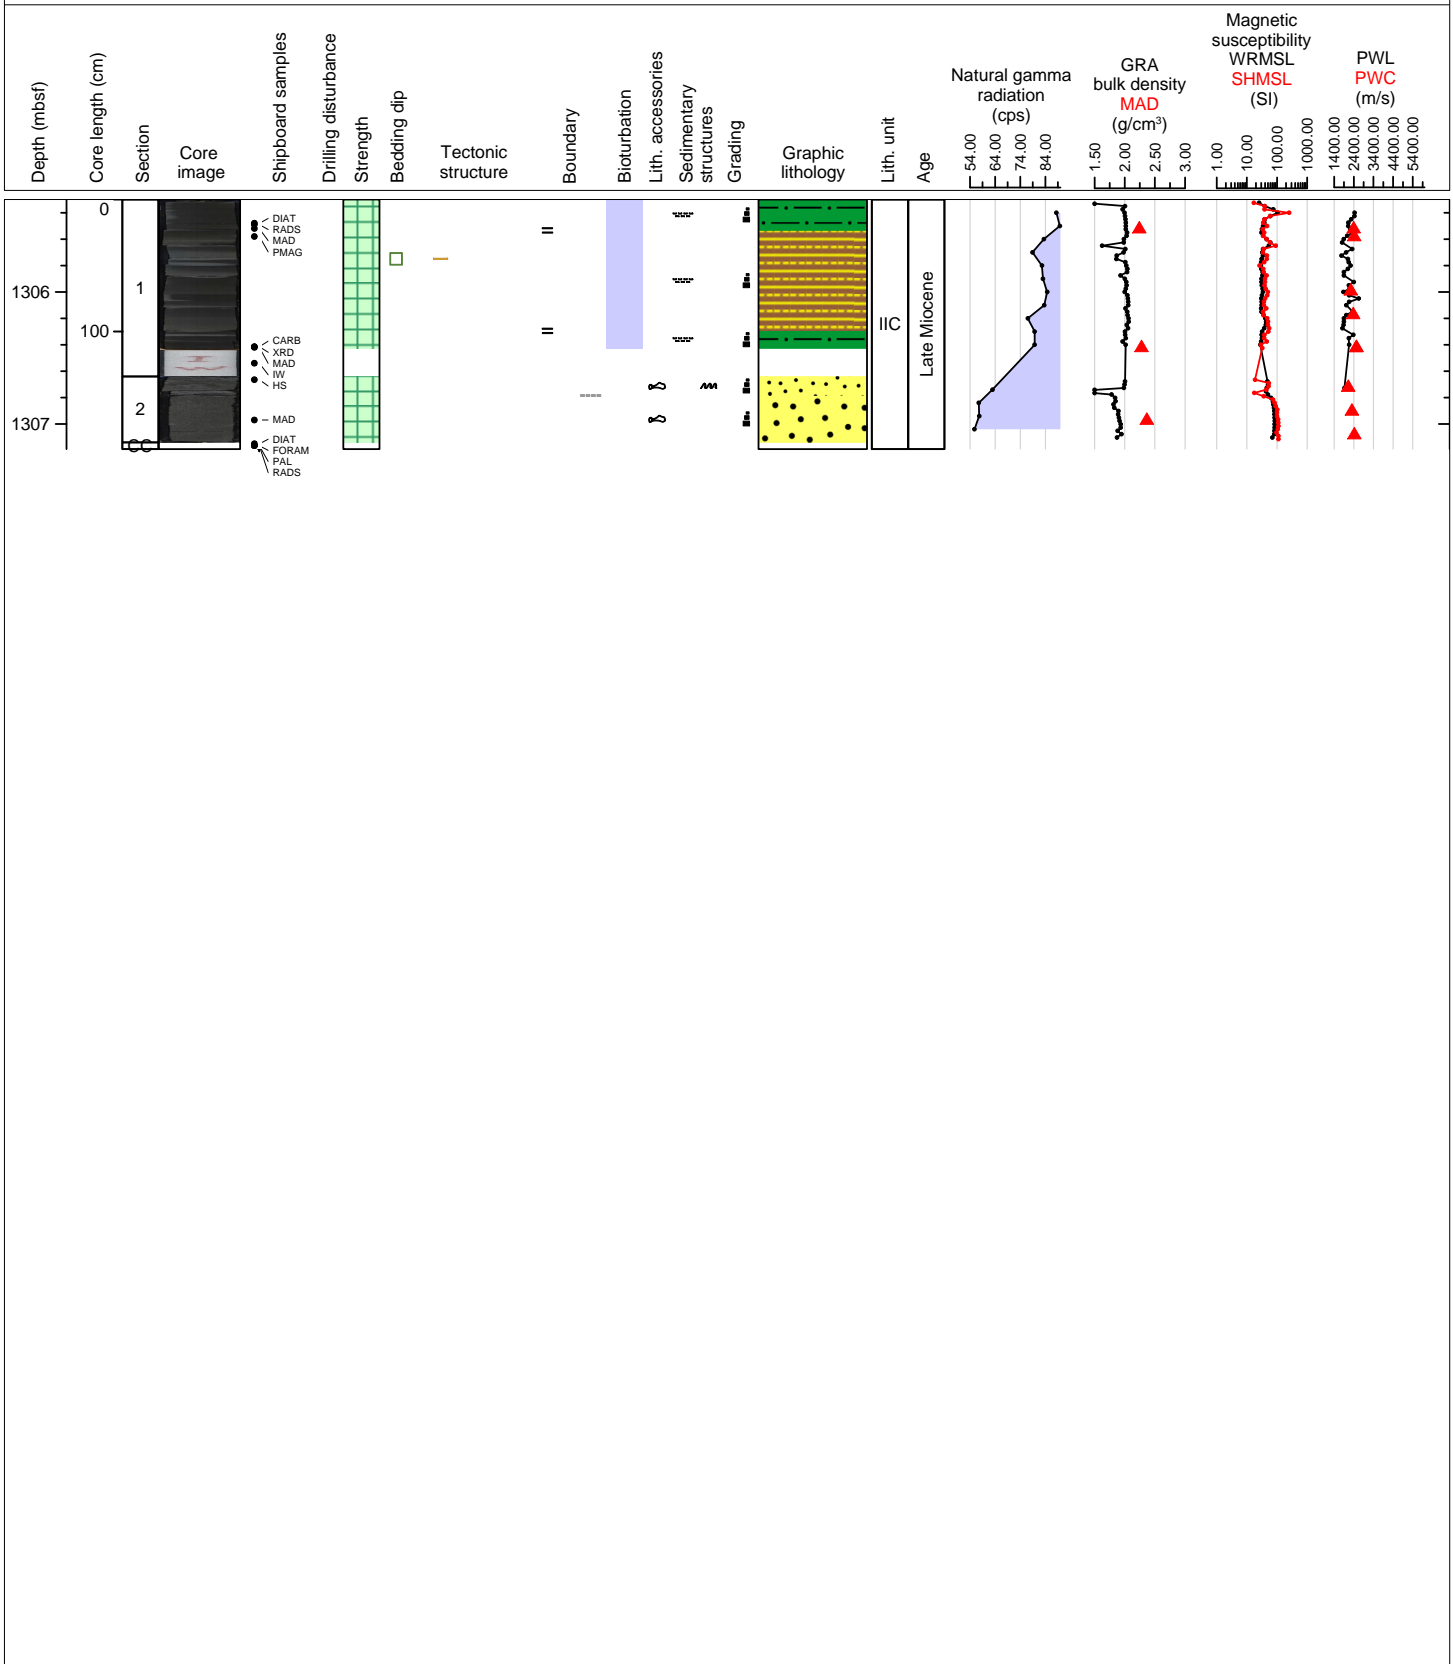 Depth (mbsf)
Core length (cm)
Section
Core
image
Shipboard samples
Drilling disturbance
Strength
Bedding dip
Tectonic
structure
Boundary
Bioturbation
Lith. accessories
Sedimentary
structures
Grading
Graphic
lithology
Lith. unit
Age
Natural gamma
radiation
(cps)
54.00
64.00
74.00
84.00
GRA
bulk density
MAD
(g/cm³)
1.50
2.00
2.50
3.00
Magnetic
susceptibility
WRMSL
SHMSL
(SI)
1.00
10.00
100.00
1000.00
PWL
PWC
(m/s)
1400.00
2400.00
3400.00
4400.00
5400.00
0
100
1306
1307
1
2
CC
DIAT
RADS
MAD
PMAG
CARB
XRD
MAD
IW
HS
MAD
DIAT
FORAM
PAL
RADS
IIC
Late Miocene